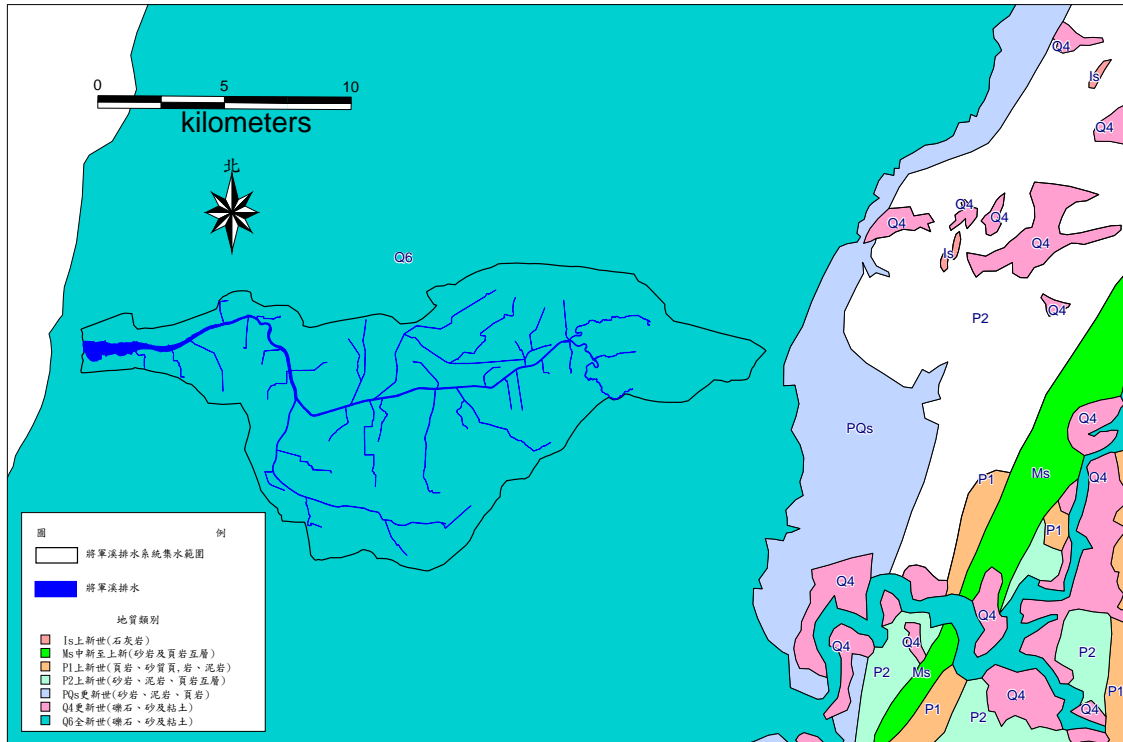 0 5 10
kilometers
北
Q6
Q4
Is
Q4
Q4
Q4
Q4
Q4
Is
Q4
P2
Q4
PQs
Ms
Q4
P1
P1
Q4
Q4
Q4
Q4
P2
Ms
P1
P2
Q4
P2
Q4
P1
圖 例
將軍溪排水系統集水範圍
將軍溪排水
地質類別
Is上新世(石灰岩)
Ms中新至上新(砂岩及頁岩互層)
P1上新世(頁岩、砂質頁,岩、泥岩)
P2上新世(砂岩、泥岩、頁岩互層)
PQs更新世(砂岩、泥岩、頁岩)
Q4更新世(礫石、砂及粘土)
Q6全新世(礫石、砂及粘土)